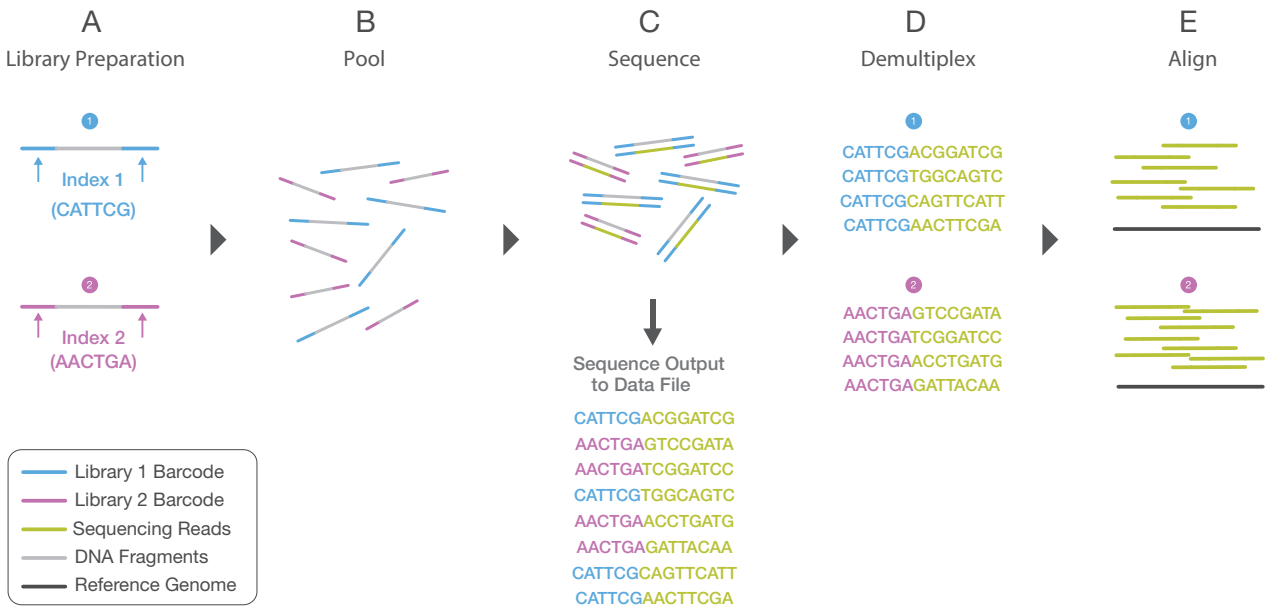 A
Library Preparation
1
Index 1
(CATTCG)
2
Index 2
(AACTGA)
B
Pool
C
Sequence
Sequence Output
to Data File
CATTCGACGGATCG
AACTGAGTCCGATA
AACTGATCGGATCC
CATTCGTGGCAGTC
AACTGAACCTGATG
AACTGAGATTACAA
CATTCGCAGTTCATT
CATTCGAACTTCGA
D
Demultiplex
1
CATTCGACGGATCG
CATTCGTGGCAGTC
CATTCGCAGTTCATT
CATTCGAACTTCGA
2
AACTGAGTCCGATA
AACTGATCGGATCC
AACTGAACCTGATG
AACTGAGATTACAA
E
Align
1
2
Library 1 Barcode
Library 2 Barcode
Sequencing Reads
DNA Fragments
Reference Genome